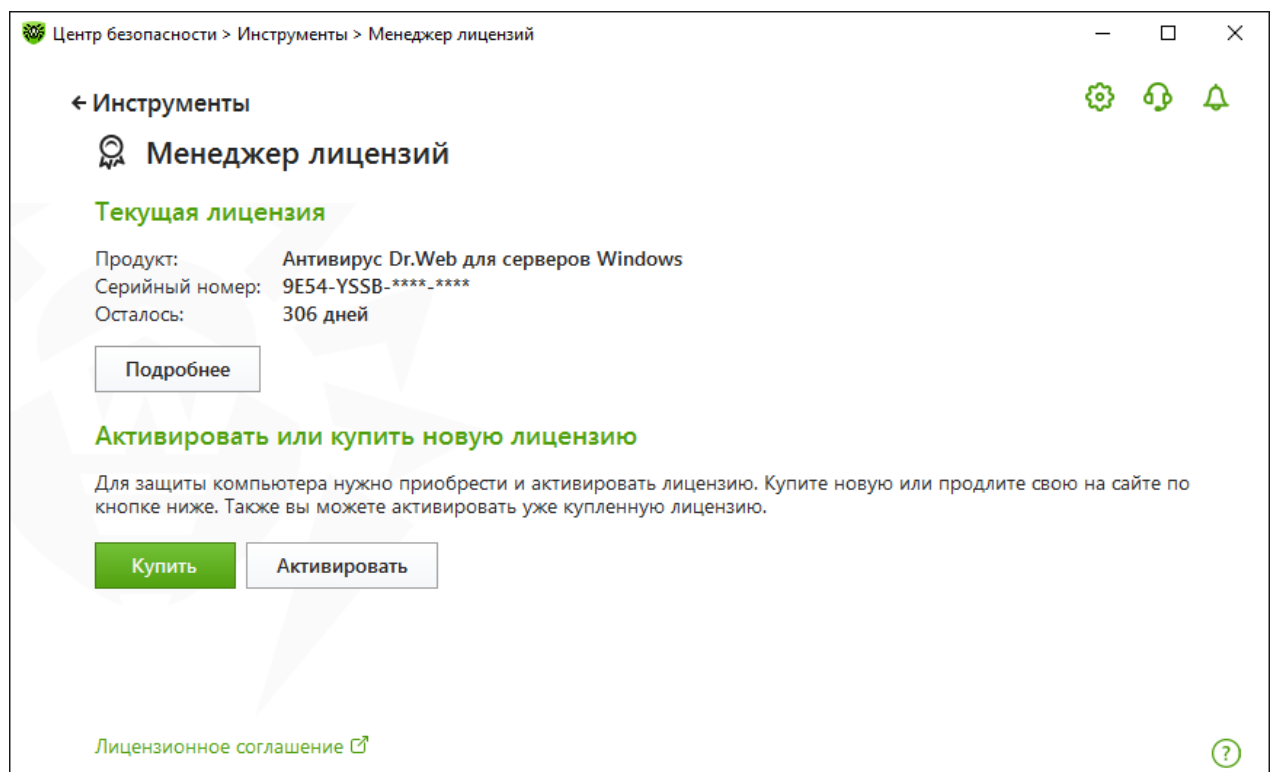 Центр безопасности > Инструменты > Менеджер лицензий
Инструменты
Менеджер лицензий
Текущая лицензия
Продукт: Антивирус Dr.Web для серверов Windows
Серийный номер: 9E54-YSSB-****-****
Осталось: 306 дней
Подробнее
Активировать или купить новую лицензию
Для защиты компьютера нужно приобрести и активировать лицензию. Купите новую или продлите свою на сайте по
кнопке ниже. Также вы можете активировать уже купленную лицензию.
Купить Активировать
Лицензионное соглашение
?